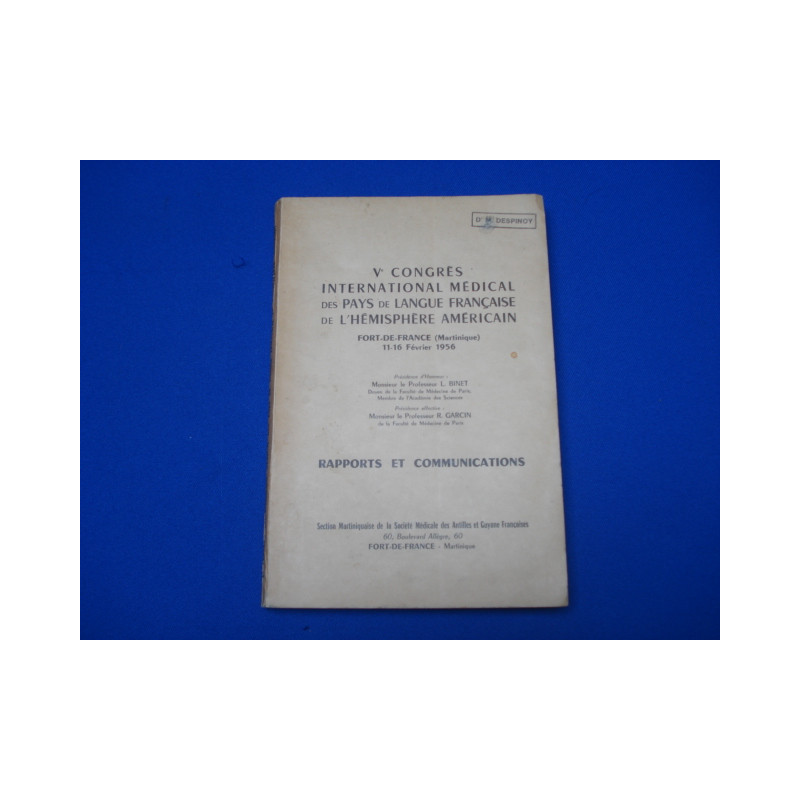 Dr DESPINOY
Ve CONGRÈS
INTERNATIONAL MÉDICAL
DES PAYS DE LANGUE FRANÇAISE
DE L'HÉMISPHÈRE AMÉRICAIN
FORT-DE-FRANCE (Martinique)
11-16 Février 1956
Présidence d'Honneur :
Monsieur le Professeur L. BINET
Doyen de la Faculté de Médecine de Paris,
Membre de l'Académie des Sciences
Présidence effective :
Monsieur le Professeur R. GARCIN
de la Faculté de Médecine de Paris
RAPPORTS ET COMMUNICATIONS
Section Martiniquaise de la Société Médicale des Antilles et Guyane Françaises
60, Boulevard Allègre, 60
FORT-DE-FRANCE - Martinique